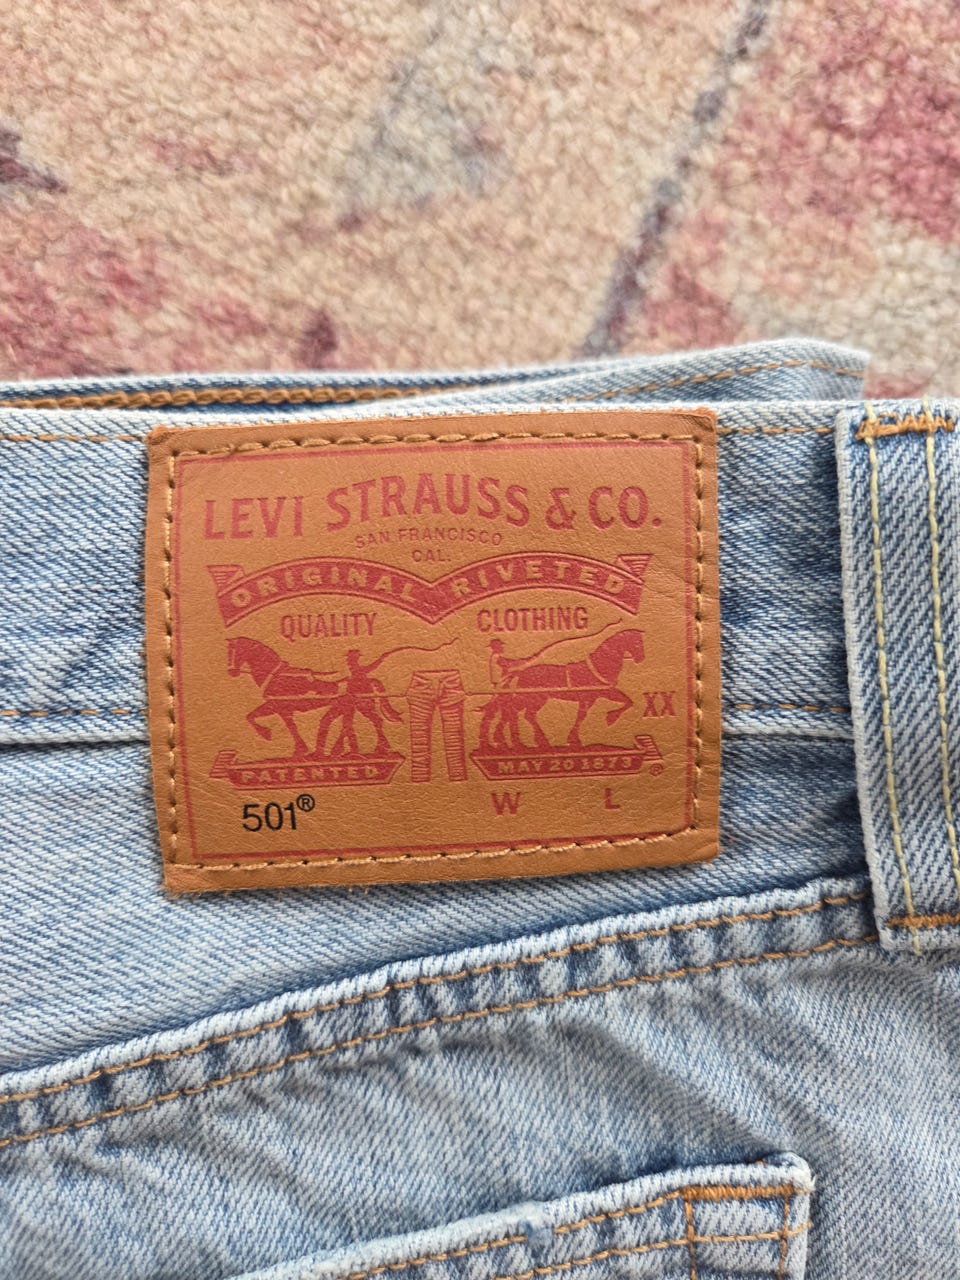 LEVI STRAUSS & CO.
SAN FRANCISCO
CAL.
ORIGINAL RIVETED
QUALITY CLOTHING
XX
PATENTED MAY 20 1873 ®
501® W L